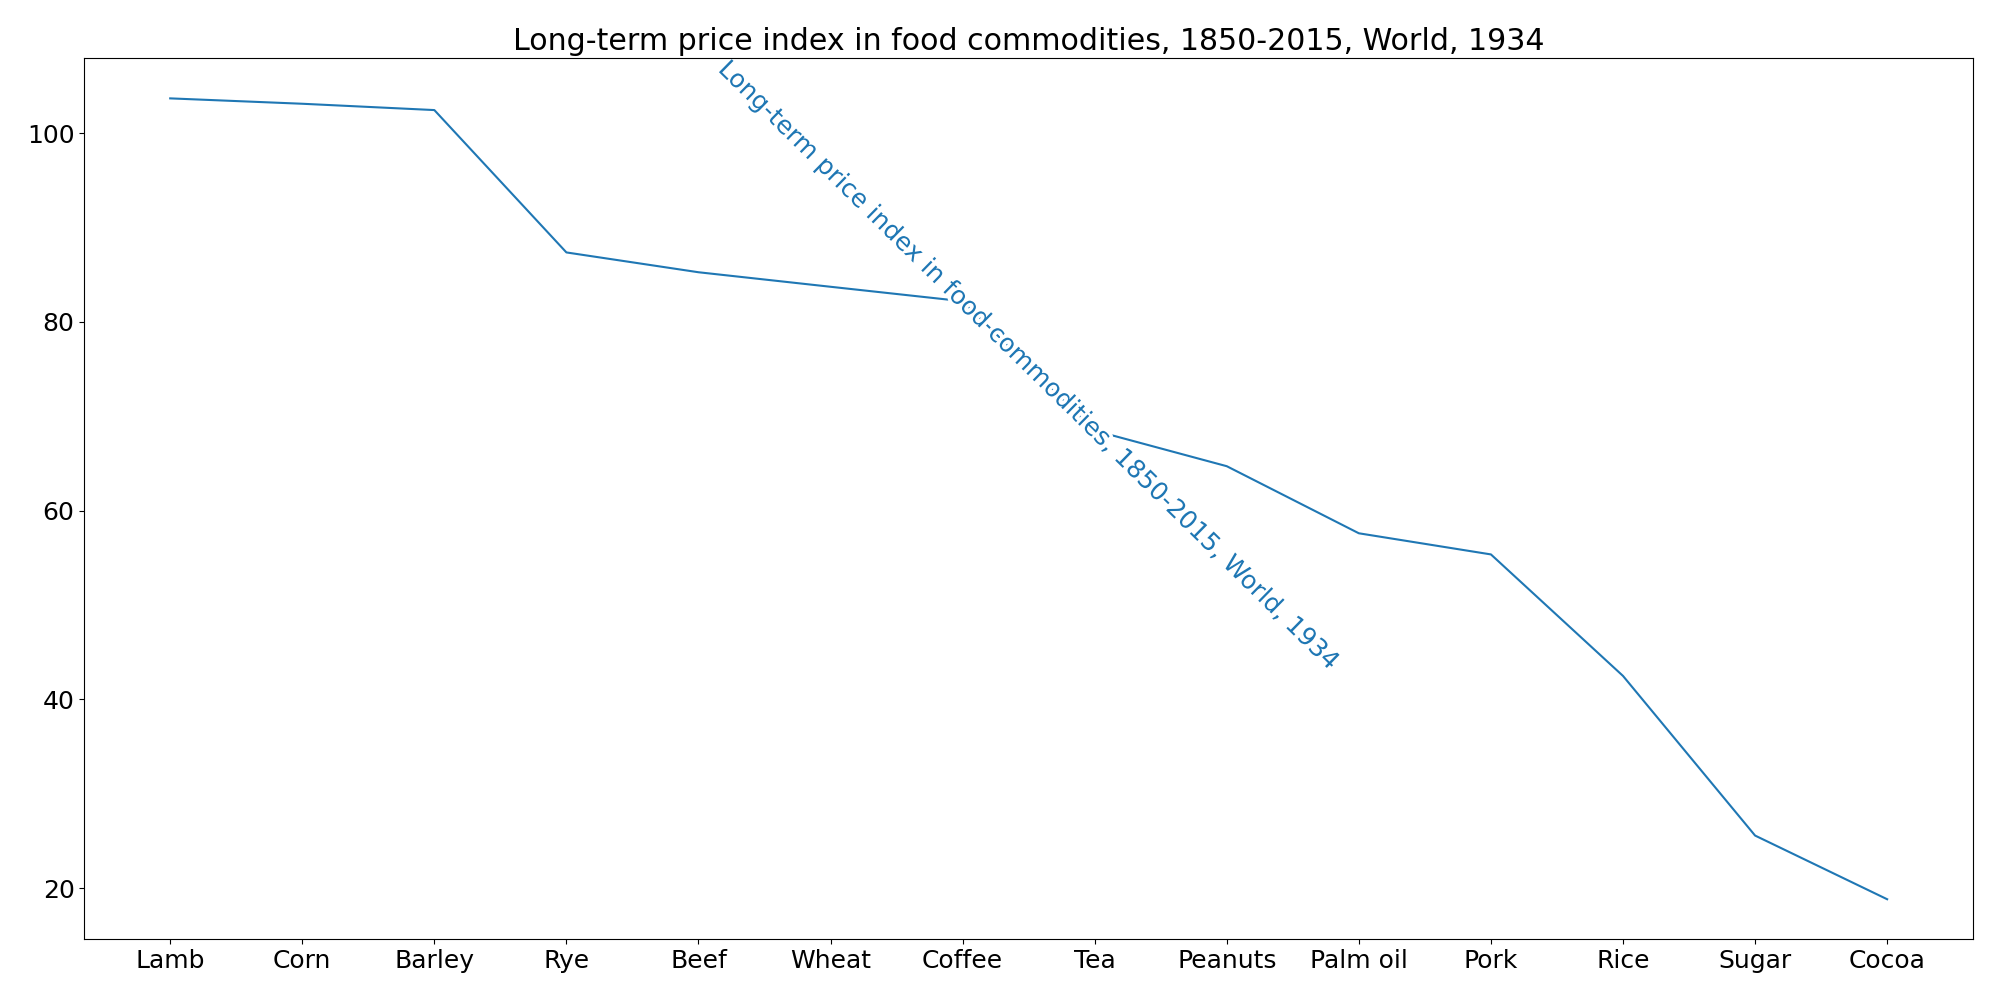 Long-term price index in food commodities, 1850-2015, World, 1934
Long-term price index in food commodities, 1850-2015, World, 1934
100
80
60
40
20
Lamb Corn Barley Rye Beef Wheat Coffee Tea Peanuts Palm oil Pork Rice Sugar Cocoa